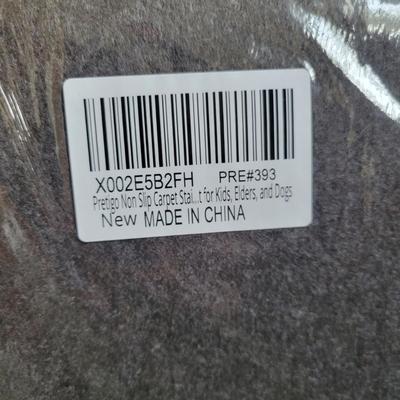 X002E5B2FH PRE#393
Pretigo Non Slip Carpet Stai...t for Kids, Elders, and Dogs
New MADE IN CHINA